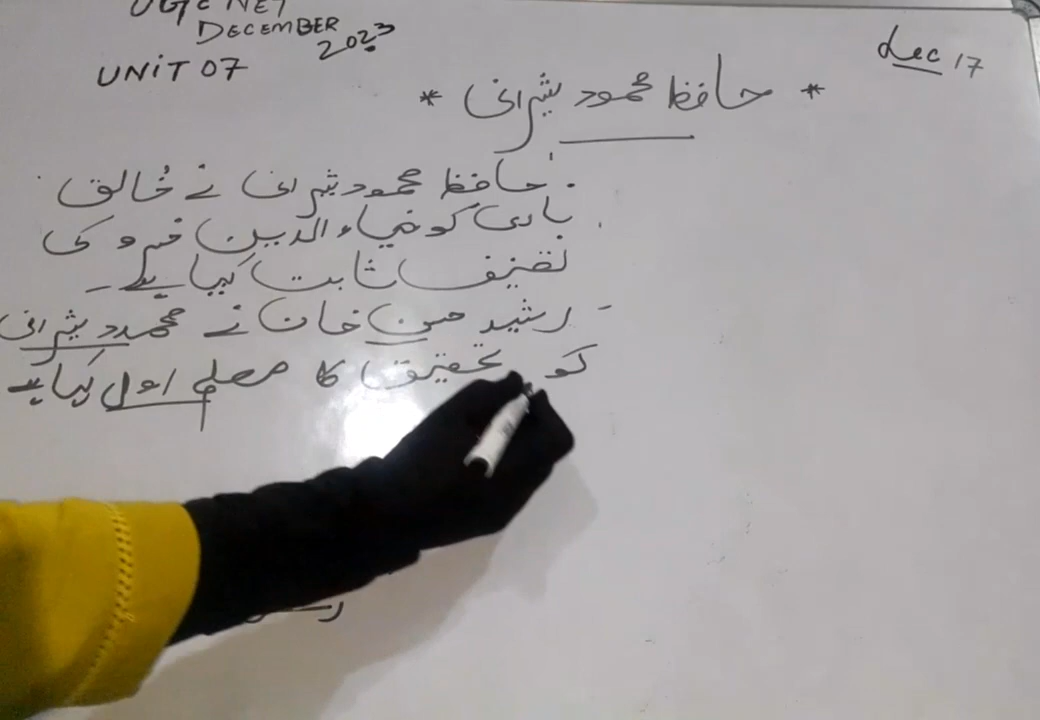 UGC NET
DECEMBER
2023
UNIT 07
Lec 17
* حافظ محمود شیرانی *
. حافظ محمود شیرانی نے خالق
باری کو ضیاء الدین خسرو کی
تصنیف ثابت کیا ہے۔
- رشید حسن خان نے محمود شیرانی
کو تحقیق کا معلم اول کہا ہے